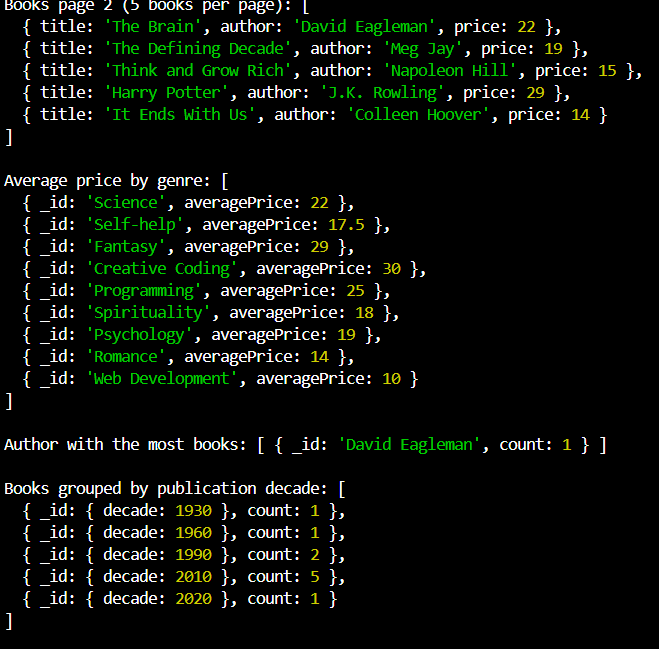 Books page 2 (5 books per page): [
  { title: 'The Brain', author: 'David Eagleman', price: 22 },
  { title: 'The Defining Decade', author: 'Meg Jay', price: 19 },
  { title: 'Think and Grow Rich', author: 'Napoleon Hill', price: 15 },
  { title: 'Harry Potter', author: 'J.K. Rowling', price: 29 },
  { title: 'It Ends With Us', author: 'Colleen Hoover', price: 14 }
]

Average price by genre: [
  { _id: 'Science', averagePrice: 22 },
  { _id: 'Self-help', averagePrice: 17.5 },
  { _id: 'Fantasy', averagePrice: 29 },
  { _id: 'Creative Coding', averagePrice: 30 },
  { _id: 'Programming', averagePrice: 25 },
  { _id: 'Spirituality', averagePrice: 18 },
  { _id: 'Psychology', averagePrice: 19 },
  { _id: 'Romance', averagePrice: 14 },
  { _id: 'Web Development', averagePrice: 10 }
]

Author with the most books: [ { _id: 'David Eagleman', count: 1 } ]

Books grouped by publication decade: [
  { _id: { decade: 1930 }, count: 1 },
  { _id: { decade: 1960 }, count: 1 },
  { _id: { decade: 1990 }, count: 2 },
  { _id: { decade: 2010 }, count: 5 },
  { _id: { decade: 2020 }, count: 1 }
]